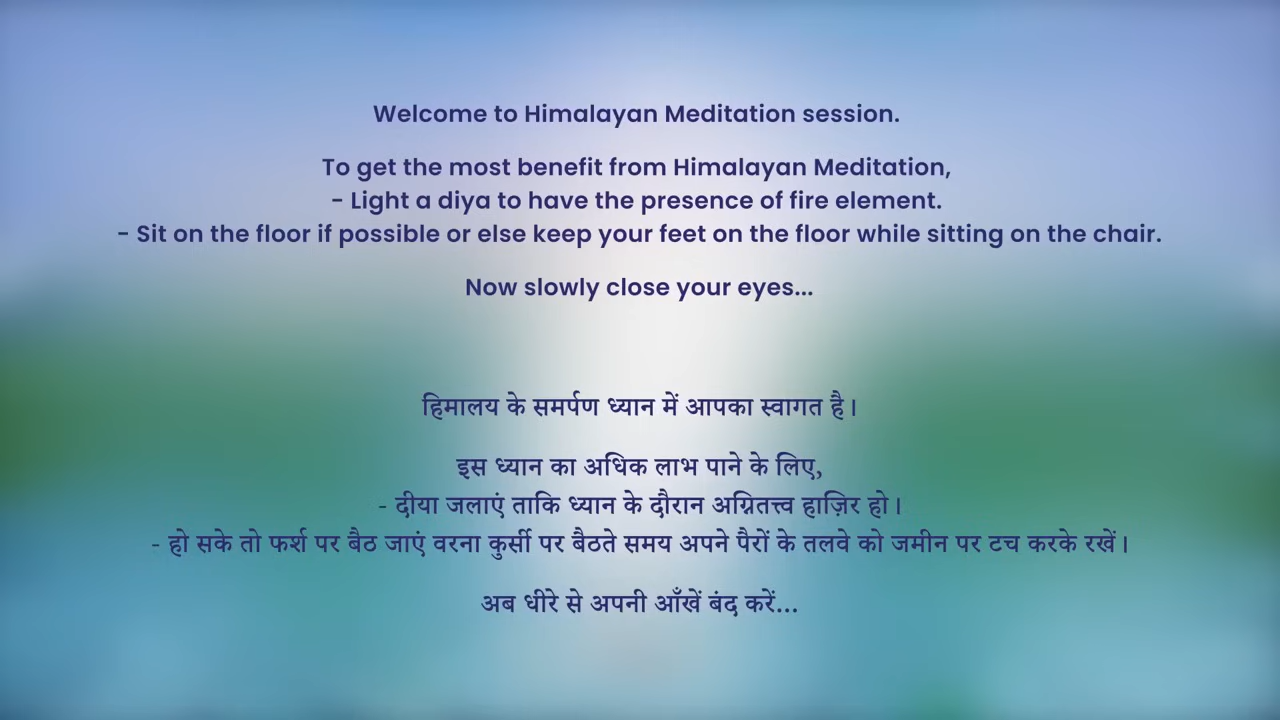 Welcome to Himalayan Meditation session.
To get the most benefit from Himalayan Meditation,
- Light a diya to have the presence of fire element.
- Sit on the floor if possible or else keep your feet on the floor while sitting on the chair.
Now slowly close your eyes...
हिमालय के समर्पण ध्यान में आपका स्वागत है।
इस ध्यान का अधिक लाभ पाने के लिए,
- दीया जलाएं ताकि ध्यान के दौरान अग्नितत्त्व हाज़िर हो।
- हो सके तो फर्श पर बैठ जाएं वरना कुर्सी पर बैठते समय अपने पैरों के तलवे को जमीन पर टच करके रखें।
अब धीरे से अपनी आँखें बंद करें...